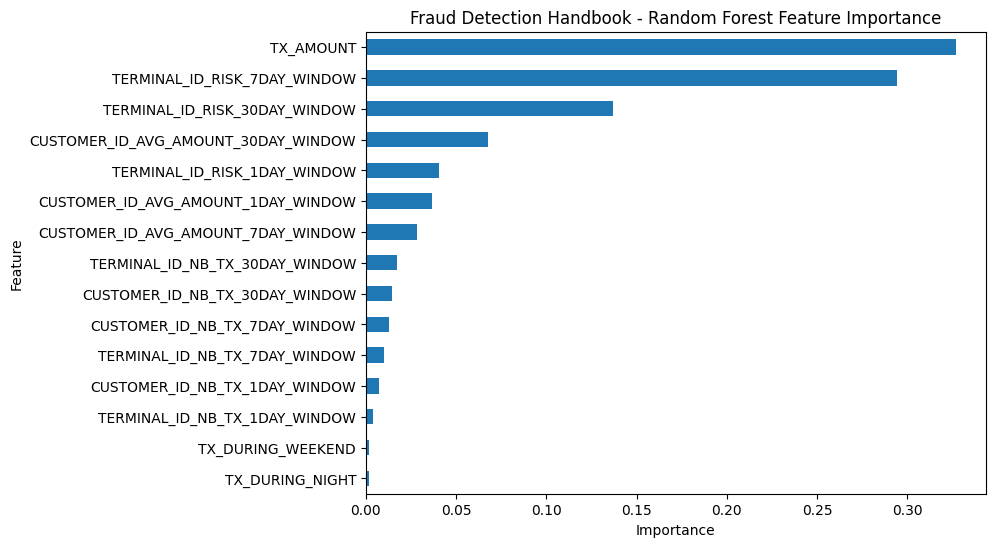 Fraud Detection Handbook - Random Forest Feature Importance
TX_AMOUNT
TERMINAL_ID_RISK_7DAY_WINDOW
TERMINAL_ID_RISK_30DAY_WINDOW
CUSTOMER_ID_AVG_AMOUNT_30DAY_WINDOW
TERMINAL_ID_RISK_1DAY_WINDOW
CUSTOMER_ID_AVG_AMOUNT_1DAY_WINDOW
CUSTOMER_ID_AVG_AMOUNT_7DAY_WINDOW
TERMINAL_ID_NB_TX_30DAY_WINDOW
CUSTOMER_ID_NB_TX_30DAY_WINDOW
CUSTOMER_ID_NB_TX_7DAY_WINDOW
TERMINAL_ID_NB_TX_7DAY_WINDOW
CUSTOMER_ID_NB_TX_1DAY_WINDOW
TERMINAL_ID_NB_TX_1DAY_WINDOW
TX_DURING_WEEKEND
TX_DURING_NIGHT
Feature
0.00 0.05 0.10 0.15 0.20 0.25 0.30
Importance